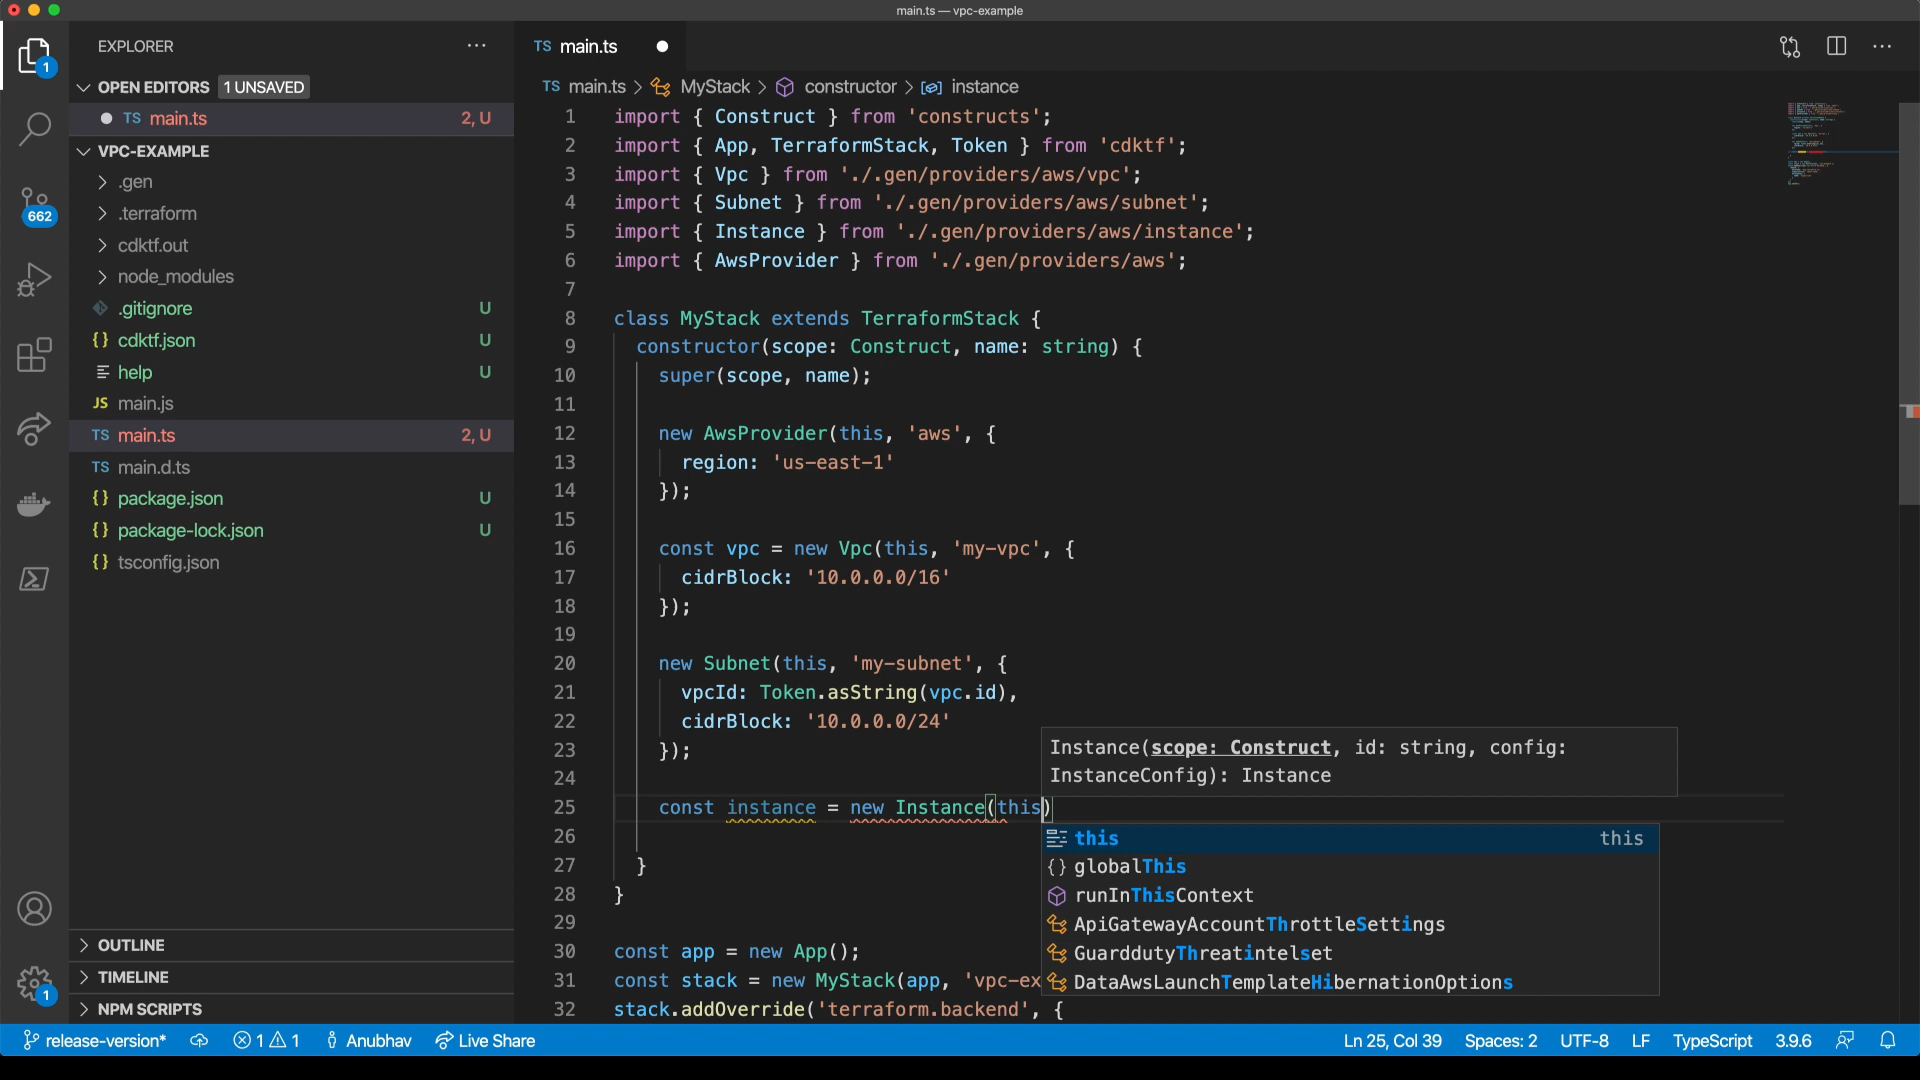 main.ts — vpc-example
EXPLORER
TS main.ts
1
OPEN EDITORS 1 UNSAVED
TS main.ts > MyStack > constructor > instance
TS main.ts 2, U
VPC-EXAMPLE
.gen
.terraform
662
cdktf.out
node_modules
.gitignore U
{} cdktf.json U
help U
JS main.js
TS main.ts 2, U
TS main.d.ts
{} package.json U
{} package-lock.json U
{} tsconfig.json
OUTLINE
TIMELINE
1
NPM SCRIPTS
1 import { Construct } from 'constructs';
2 import { App, TerraformStack, Token } from 'cdktf';
3 import { Vpc } from './.gen/providers/aws/vpc';
4 import { Subnet } from './.gen/providers/aws/subnet';
5 import { Instance } from './.gen/providers/aws/instance';
6 import { AwsProvider } from './.gen/providers/aws';
7
8 class MyStack extends TerraformStack {
9 constructor(scope: Construct, name: string) {
10 super(scope, name);
11
12 new AwsProvider(this, 'aws', {
13 region: 'us-east-1'
14 });
15
16 const vpc = new Vpc(this, 'my-vpc', {
17 cidrBlock: '10.0.0.0/16'
18 });
19
20 new Subnet(this, 'my-subnet', {
21 vpcId: Token.asString(vpc.id),
22 cidrBlock: '10.0.0.0/24'
23 });
24
25 const instance = new Instance(this)
26
27 }
28 }
29
30 const app = new App();
31 const stack = new MyStack(app, 'vpc-ex
32 stack.addOverride('terraform.backend', {
Instance(scope: Construct, id: string, config:
InstanceConfig): Instance
this this
{} globalThis
runInThisContext
ApiGatewayAccountThrottleSettings
GuarddutyThreatintelset
DataAwsLaunchTemplateHibernationOptions
release-version* 1 1 Anubhav Live Share Ln 25, Col 39 Spaces: 2 UTF-8 LF TypeScript 3.9.6